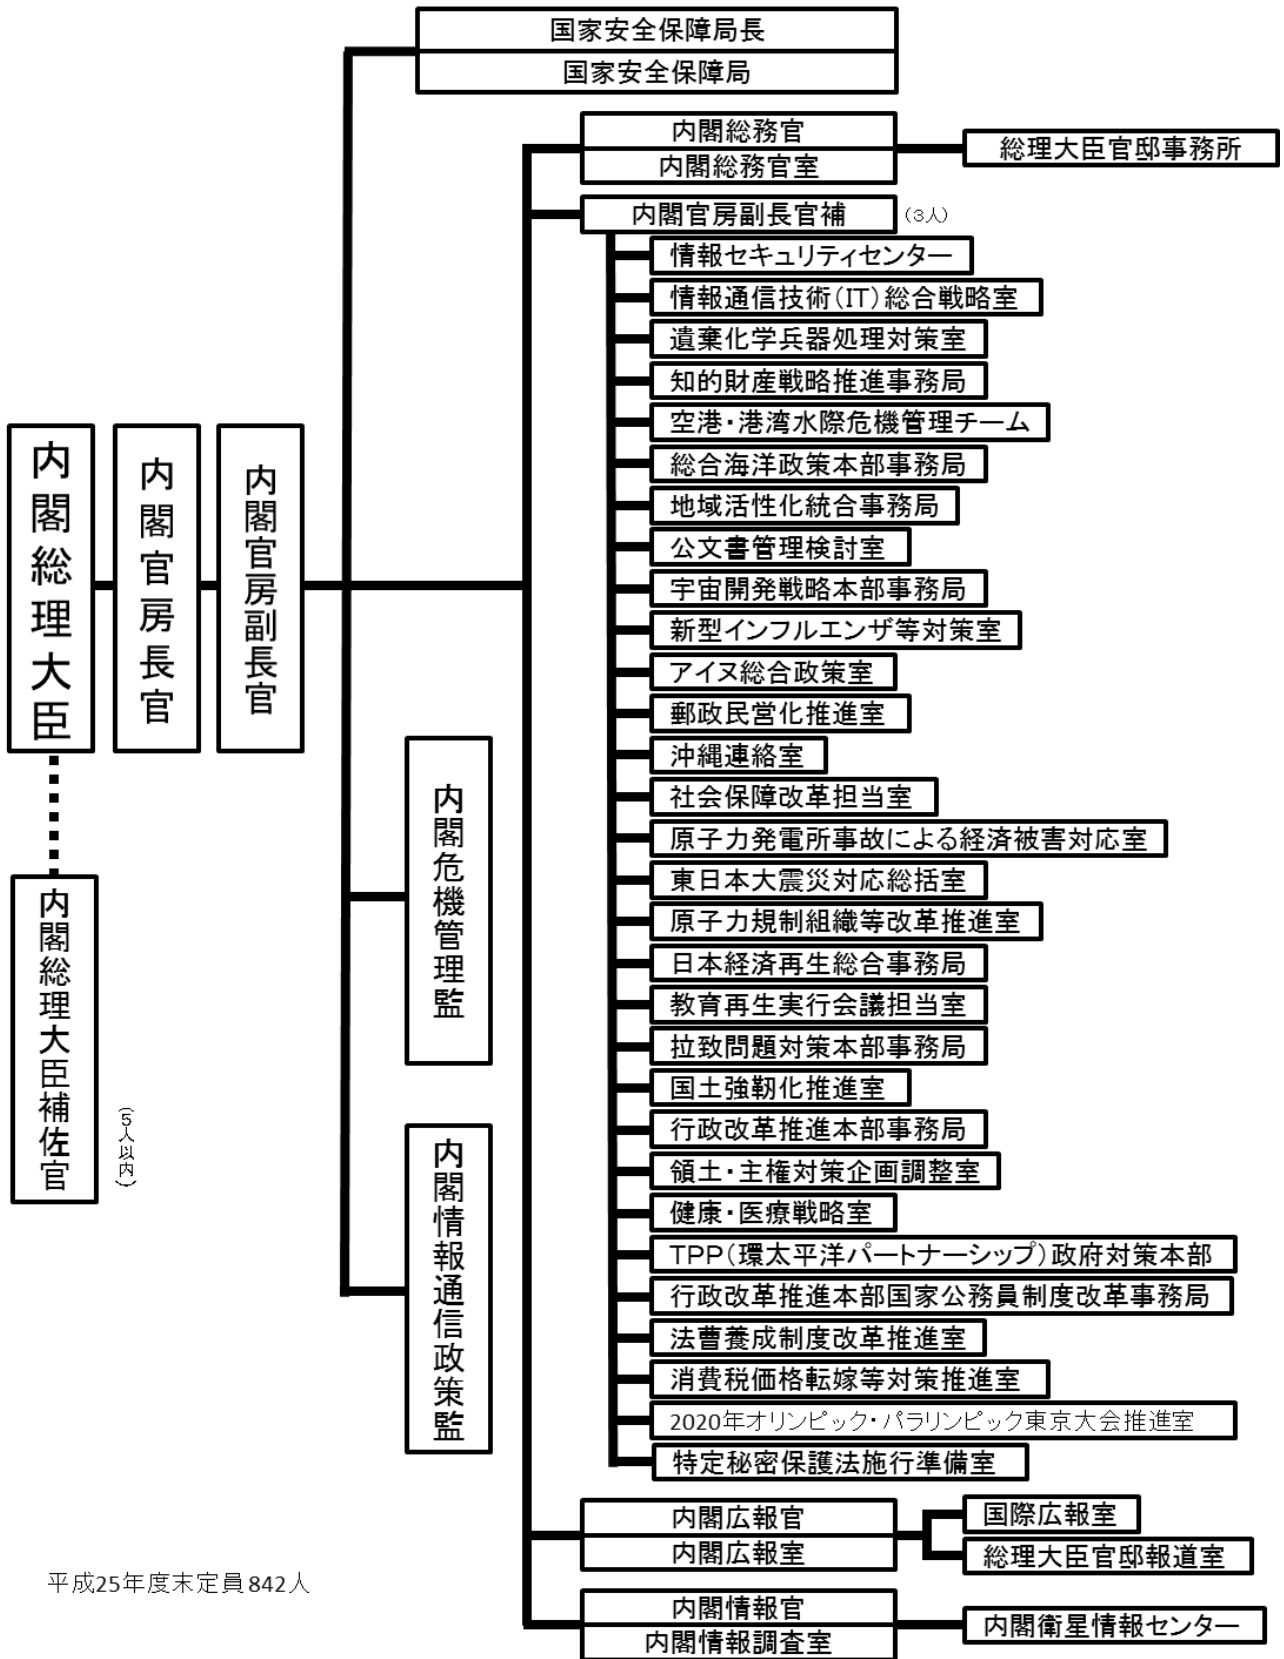 国家安全保障局長
国家安全保障局
内閣総務官
内閣総務官室
総理大臣官邸事務所
内閣官房副長官補
(3人)
情報セキュリティセンター
情報通信技術(IT)総合戦略室
遺棄化学兵器処理対策室
知的財産戦略推進事務局
空港・港湾水際危機管理チーム
総合海洋政策本部事務局
地域活性化統合事務局
公文書管理検討室
宇宙開発戦略本部事務局
新型インフルエンザ等対策室
アイヌ総合政策室
郵政民営化推進室
沖縄連絡室
社会保障改革担当室
原子力発電所事故による経済被害対応室
東日本大震災対応総括室
原子力規制組織等改革推進室
日本経済再生総合事務局
教育再生実行会議担当室
拉致問題対策本部事務局
国土強靭化推進室
行政改革推進本部事務局
領土・主権対策企画調整室
健康・医療戦略室
TPP(環太平洋パートナーシップ)政府対策本部
行政改革推進本部国家公務員制度改革事務局
法曹養成制度改革推進室
消費税価格転嫁等対策推進室
2020年オリンピック・パラリンピック東京大会推進室
特定秘密保護法施行準備室
内閣総理大臣
内閣官房長官
内閣官房副長官
内閣危機管理監
内閣総理大臣補佐官
(5人以内)
内閣情報通信政策監
内閣広報官
内閣広報室
国際広報室
総理大臣官邸報道室
内閣情報官
内閣情報調査室
内閣衛星情報センター
平成25年度末定員842人